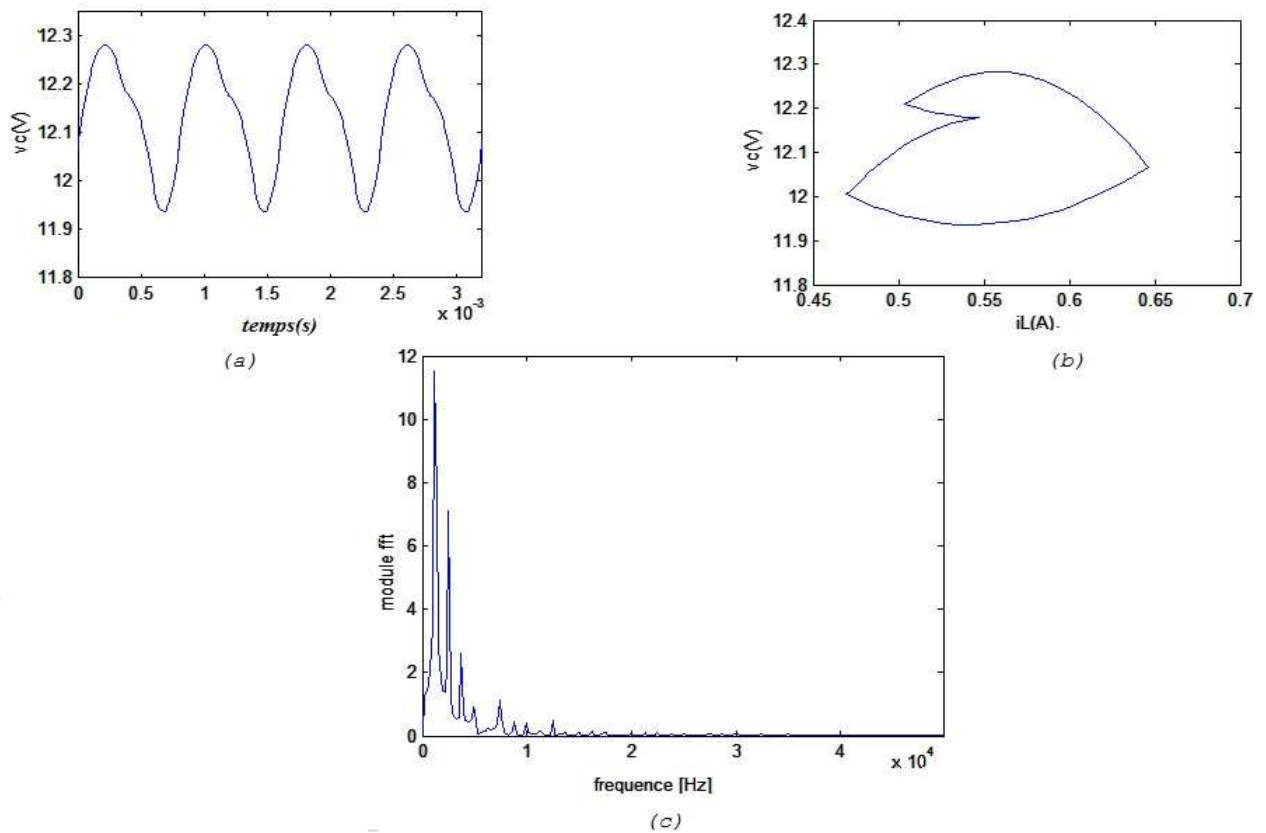 12.3
12.2
12.1
12
11.9
11.8
vc(V)
0 0.5 1 1.5 2 2.5 3
x 10⁻³
temps(s)
(a)
12.4
12.3
12.2
12.1
12
11.9
11.8
vc(V)
0.45 0.5 0.55 0.6 0.65 0.7
iL(A).
(b)
12
10
8
6
4
2
0
module fft
0 1 2 3 4
x 10⁴
frequence [Hz]
(c)